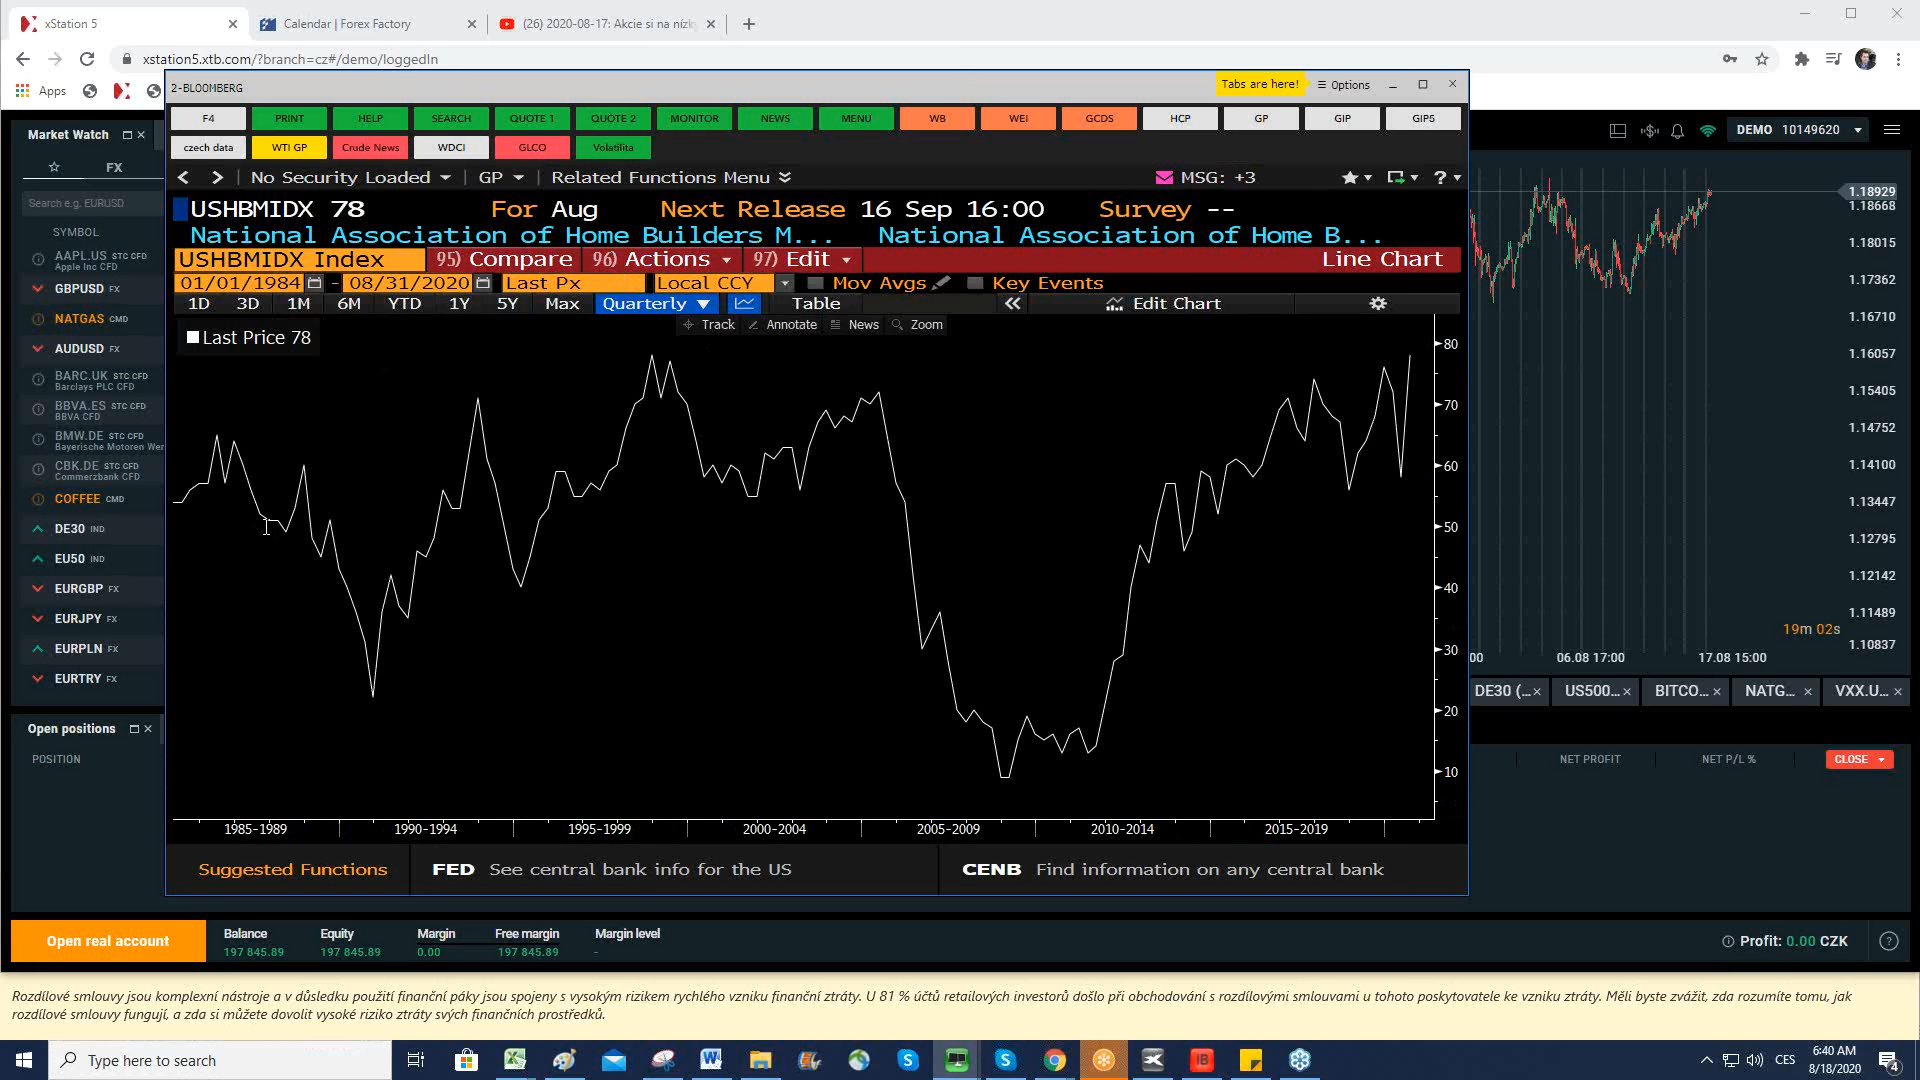 xStation 5
Calendar | Forex Factory
(26) 2020-08-17: Akcie si na nízk
xstation5.xtb.com/?branch=cz#/demo/loggedIn
Apps
2-BLOOMBERG
Tabs are here!
Options
F4 PRINT HELP SEARCH QUOTE 1 QUOTE 2 MONITOR NEWS MENU WB WEI GCDS HCP GP GIP GIP5
czech data WTI GP Crude News WDCI GLCO Volatilita
No Security Loaded GP Related Functions Menu MSG: +3
USHBMIDX 78 For Aug Next Release 16 Sep 16:00 Survey --
National Association of Home Builders M... National Association of Home B...
USHBMIDX Index 95) Compare 96) Actions 97) Edit Line Chart
01/01/1984 - 08/31/2020 Last Px Local CCY Mov Avgs Key Events
1D 3D 1M 6M YTD 1Y 5Y Max Quarterly Table Edit Chart
Track Annotate News Zoom
Last Price 78
80
70
60
50
40
30
20
10
1985-1989 1990-1994 1995-1999 2000-2004 2005-2009 2010-2014 2015-2019
Suggested Functions FED See central bank info for the US CENB Find information on any central bank
Market Watch
FX
Search e.g. EURUSD
SYMBOL
AAPL.US STC CFD
Apple Inc CFD
GBPUSD FX
NATGAS CMD
AUDUSD FX
BARC.UK STC CFD
Barclays PLC CFD
BBVA.ES STC CFD
BBVA CFD
BMW.DE STC CFD
Bayerische Motoren Wer
CBK.DE STC CFD
Commerzbank CFD
COFFEE CMD
DE30 IND
EU50 IND
EURGBP FX
EURJPY FX
EURPLN FX
EURTRY FX
DEMO 10149620
1.18929
1.18668
1.18015
1.17362
1.16710
1.16057
1.15405
1.14752
1.14100
1.13447
1.12795
1.12142
1.11489
1.10837
19m 02s
:00 06.08 17:00 17.08 15:00
DE30 (... US500... BITCO... NATG... VXX.U...
Open positions
POSITION NET PROFIT NET P/L % CLOSE
Open real account
Balance Equity Margin Free margin Margin level
197 845.89 197 845.89 0.00 197 845.89 -
Profit: 0.00 CZK
Rozdílové smlouvy jsou komplexní nástroje a v důsledku použití finanční páky jsou spojeny s vysokým rizikem rychlého vzniku finanční ztráty. U 81 % účtů retailových investorů došlo při obchodování s rozdílovými smlouvami u tohoto poskytovatele ke vzniku ztráty. Měli byste zvážit, zda rozumíte tomu, jak
rozdílové smlouvy fungují, a zda si můžete dovolit vysoké riziko ztráty svých finančních prostředků.
Type here to search
CES
6:40 AM
8/18/2020
4